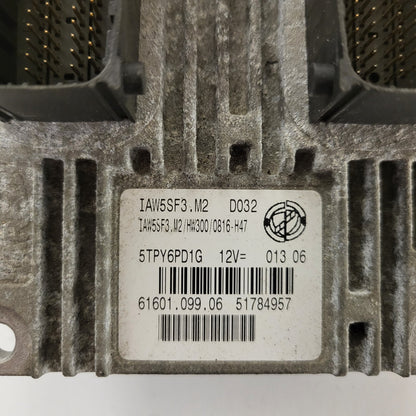 IAW5SF3.M2 D032
IAW5SF3.M2/HW300/0816-H47
5TPY6PD1G 12V= 013 06
61601.099.06 51784957